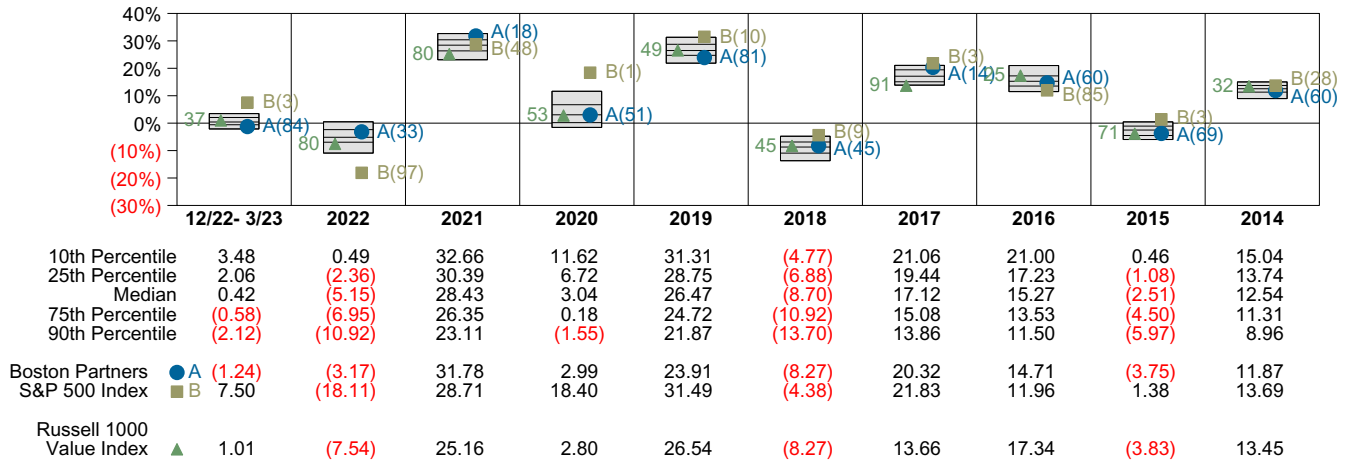 40%
30%
20%
10%
0%
(10%)
(20%)
(30%)
37 B(3) A(84)
80 A(33) B(97)
80 A(18) B(48)
53 B(1) A(51)
49 B(10) A(81)
45 B(9) A(45)
91 B(3) A(14)
25 A(60) B(85)
71 B(3) A(69)
32 B(28) A(60)
12/22- 3/23 2022 2021 2020 2019 2018 2017 2016 2015 2014
10th Percentile 3.48 0.49 32.66 11.62 31.31 (4.77) 21.06 21.00 0.46 15.04
25th Percentile 2.06 (2.36) 30.39 6.72 28.75 (6.88) 19.44 17.23 (1.08) 13.74
Median 0.42 (5.15) 28.43 3.04 26.47 (8.70) 17.12 15.27 (2.51) 12.54
75th Percentile (0.58) (6.95) 26.35 0.18 24.72 (10.92) 15.08 13.53 (4.50) 11.31
90th Percentile (2.12) (10.92) 23.11 (1.55) 21.87 (13.70) 13.86 11.50 (5.97) 8.96
Boston Partners A (1.24) (3.17) 31.78 2.99 23.91 (8.27) 20.32 14.71 (3.75) 11.87
S&P 500 Index B 7.50 (18.11) 28.71 18.40 31.49 (4.38) 21.83 11.96 1.38 13.69
Russell 1000
Value Index 1.01 (7.54) 25.16 2.80 26.54 (8.27) 13.66 17.34 (3.83) 13.45